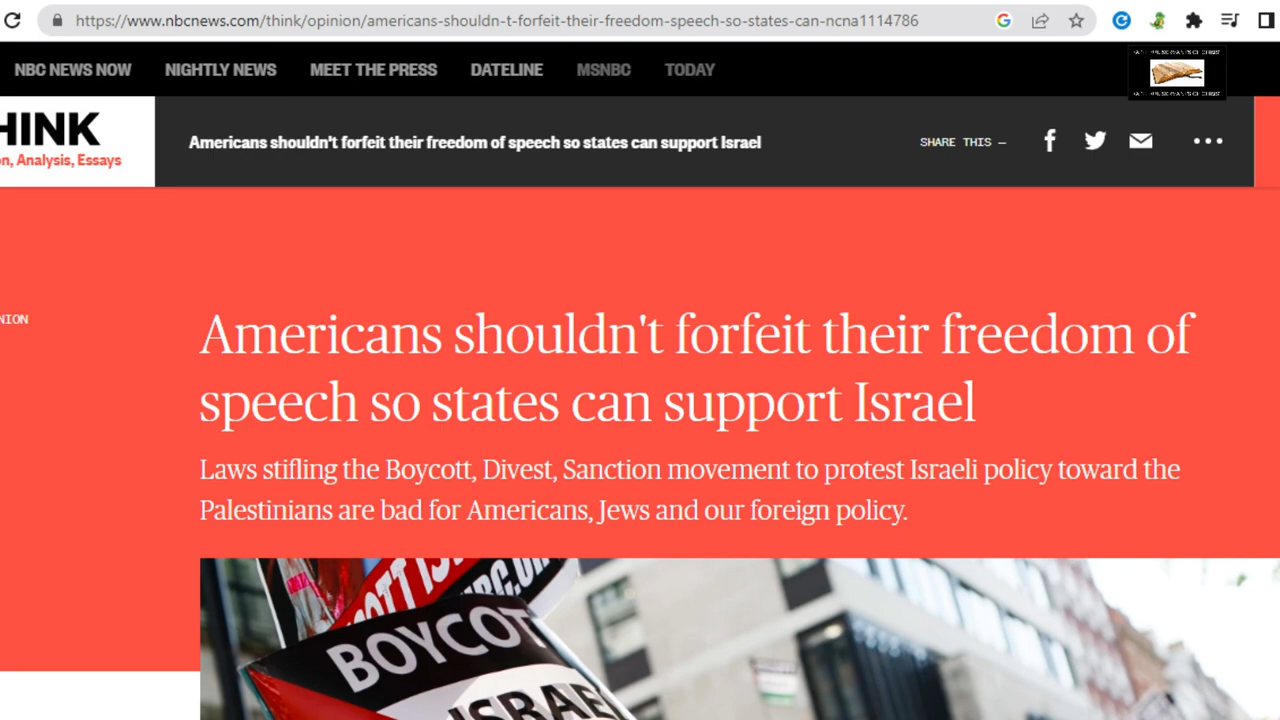 https://www.nbcnews.com/think/opinion/americans-shouldn-t-forfeit-their-freedom-speech-so-states-can-ncna1114786
NBC NEWS NOW NIGHTLY NEWS MEET THE PRESS DATELINE MSNBC TODAY
HINK
on, Analysis, Essays
Americans shouldn't forfeit their freedom of speech so states can support Israel
SHARE THIS —
NION
Americans shouldn't forfeit their freedom of
speech so states can support Israel
Laws stifling the Boycott, Divest, Sanction movement to protest Israeli policy toward the
Palestinians are bad for Americans, Jews and our foreign policy.
BOYCOT
ISRAE